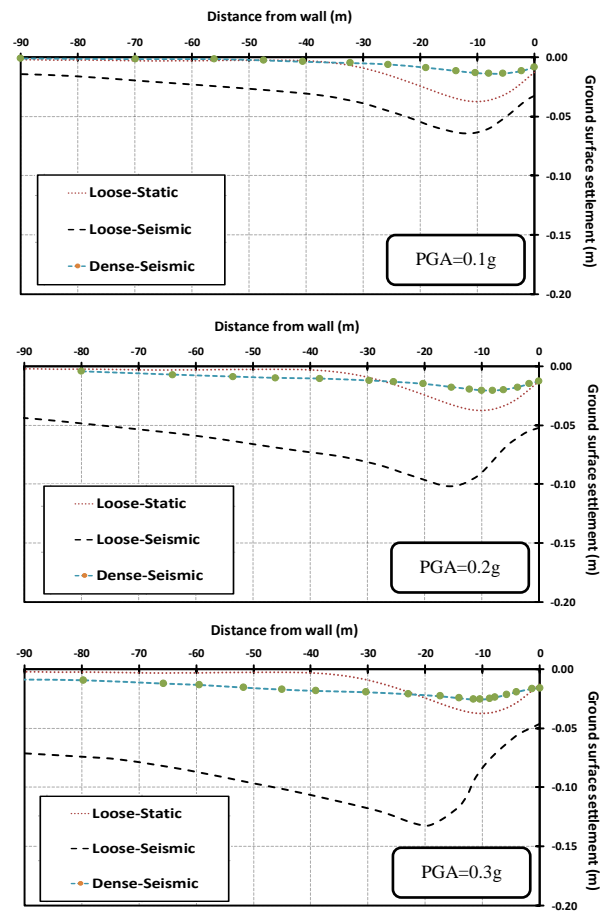 Distance from wall (m)
-90 -80 -70 -60 -50 -40 -30 -20 -10 0
0.00
-0.05
-0.10
-0.15
-0.20
Ground surface settlement (m)
Loose-Static
Loose-Seismic
Dense-Seismic
PGA=0.1g
Distance from wall (m)
-90 -80 -70 -60 -50 -40 -30 -20 -10 0
0.00
-0.05
-0.10
-0.15
-0.20
Ground surface settlement (m)
Loose-Static
Loose-Seismic
Dense-Seismic
PGA=0.2g
Distance from wall (m)
-90 -80 -70 -60 -50 -40 -30 -20 -10 0
0.00
-0.05
-0.10
-0.15
-0.20
Ground surface settlement (m)
Loose-Static
Loose-Seismic
Dense-Seismic
PGA=0.3g